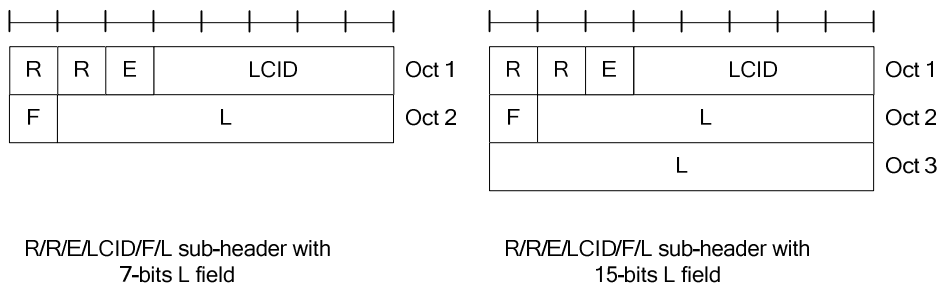 R R E LCID Oct 1
F L Oct 2
R/R/E/LCID/F/L sub-header with
7-bits L field
R R E LCID Oct 1
F L Oct 2
L Oct 3
R/R/E/LCID/F/L sub-header with
15-bits L field